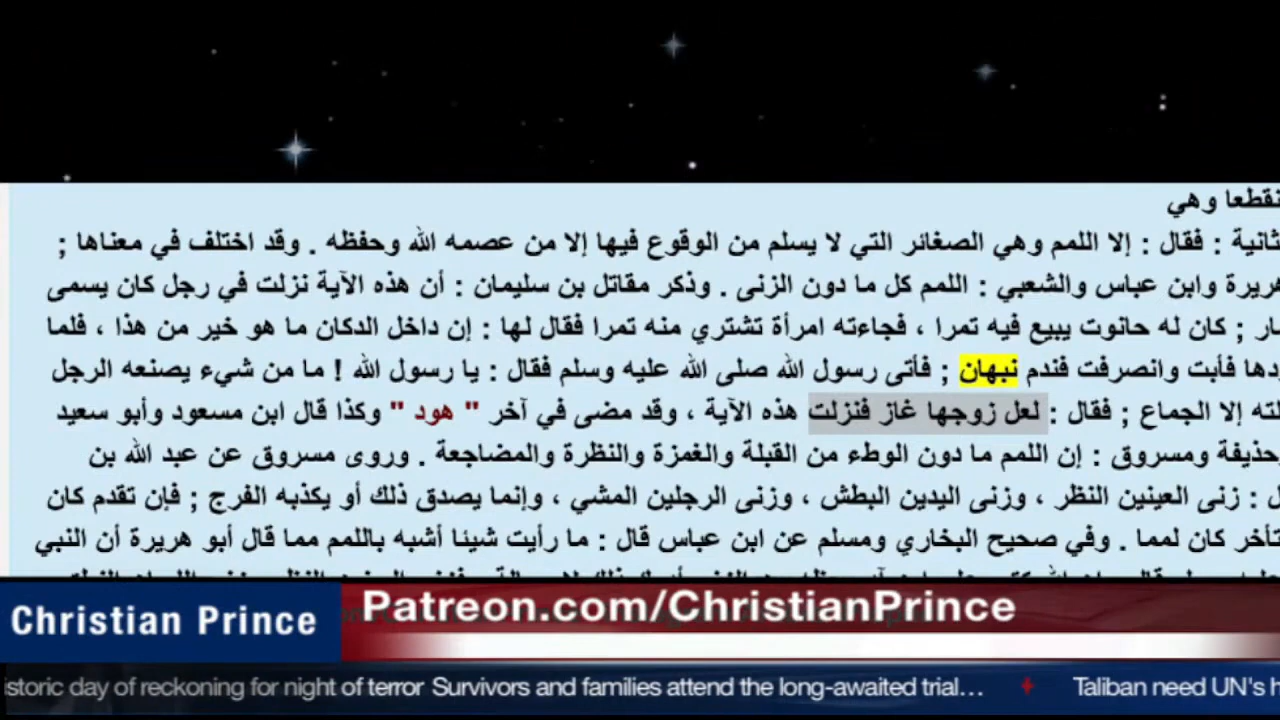 نقطعا وهي
ثانية : فقال : إلا اللمم وهي الصغائر التي لا يسلم من الوقوع فيها إلا من عصمه الله وحفظه . وقد اختلف في معناها ;
هريرة وابن عباس والشعبي : اللمم كل ما دون الزنى . وذكر مقاتل بن سليمان : أن هذه الآية نزلت في رجل كان يسمى
ار ; كان له حانوت يبيع فيه تمرا ، فجاءته امرأة تشتري منه تمرا فقال لها : إن داخل الدكان ما هو خير من هذا ، فلما
دها فأبت وانصرفت فندم نبهان ; فأتى رسول الله صلى الله عليه وسلم فقال : يا رسول الله ! ما من شيء يصنعه الرجل
لته إلا الجماع ; فقال : لعل زوجها غاز فنزلت هذه الآية ، وقد مضى في آخر " هود " وكذا قال ابن مسعود وأبو سعيد
حذيفة ومسروق : إن اللمم ما دون الوطء من القبلة والغمزة والنظرة والمضاجعة . وروى مسروق عن عبد الله بن
ل : زنى العينين النظر ، وزنى اليدين البطش ، وزنى الرجلين المشي ، وإنما يصدق ذلك أو يكذبه الفرج ; فإن تقدم كان
تأخر كان لمما . وفي صحيح البخاري ومسلم عن ابن عباس قال : ما رأيت شيئا أشبه باللمم مما قال أبو هريرة أن النبي
Christian Prince
Patreon.com/ChristianPrince
storic day of reckoning for night of terror Survivors and families attend the long-awaited trial… Taliban need UN's h